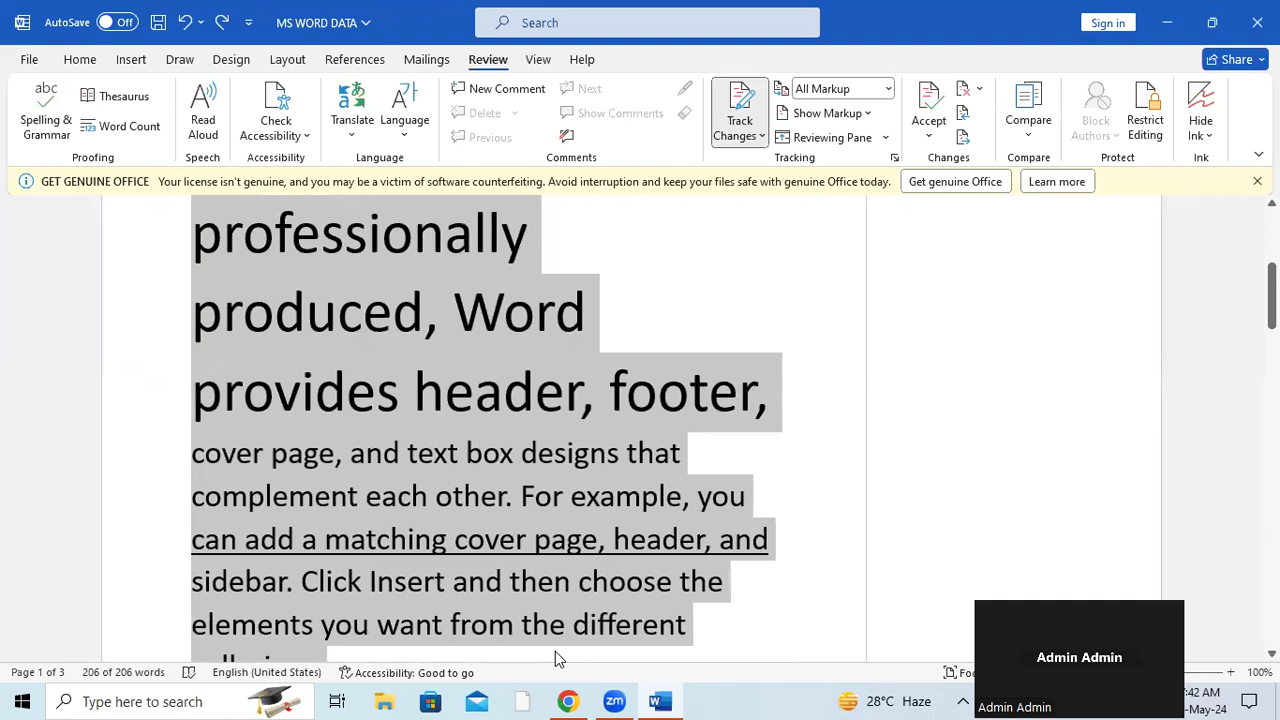 AutoSave Off MS WORD DATA Search Sign in
File Home Insert Draw Design Layout References Mailings Review View Help Share
Spelling & Grammar Thesaurus Word Count Proofing
Read Aloud Speech
Check Accessibility Accessibility
Translate Language Language
New Comment Delete Previous Next Show Comments Comments
Track Changes All Markup Show Markup Reviewing Pane Tracking
Accept Changes
Compare Compare
Block Authors Restrict Editing Protect
Hide Ink Ink
GET GENUINE OFFICE Your license isn't genuine, and you may be a victim of software counterfeiting. Avoid interruption and keep your files safe with genuine Office today. Get genuine Office Learn more
professionally
produced, Word
provides header, footer,
cover page, and text box designs that
complement each other. For example, you
can add a matching cover page, header, and
sidebar. Click Insert and then choose the
elements you want from the different
Admin Admin
Admin Admin
Page 1 of 3 206 of 206 words English (United States) Accessibility: Good to go 100%
Type here to search 28°C Haze :42 AM
-May-24